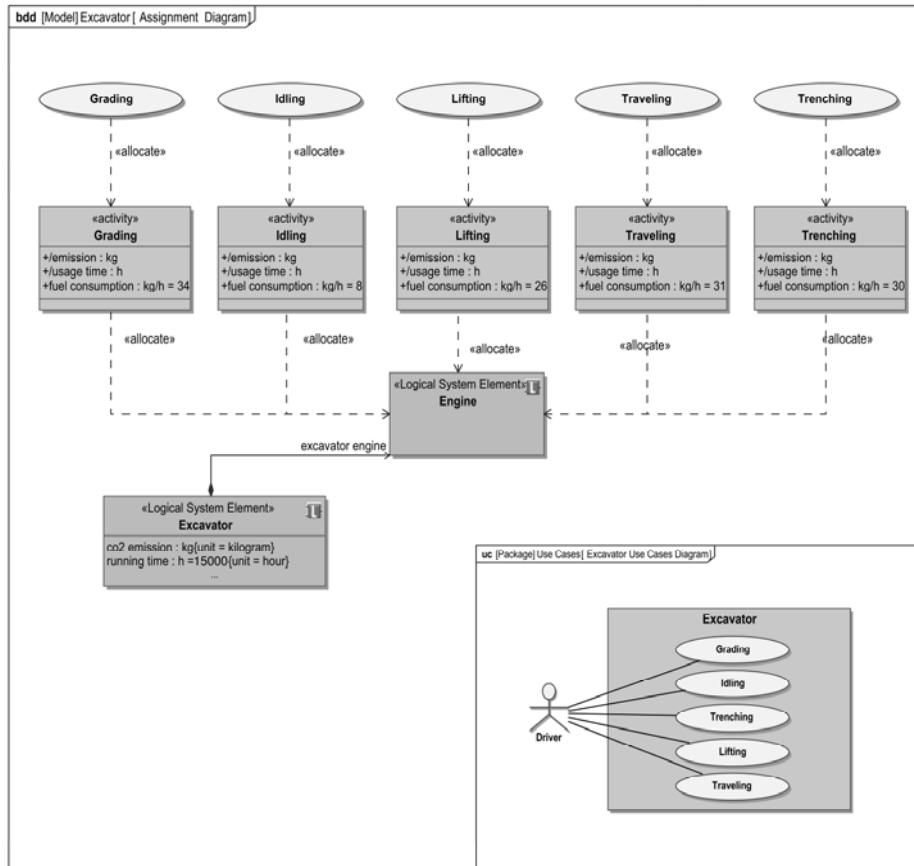 bdd [Model] Excavator [ Assignment Diagram]
Grading
Idling
Lifting
Traveling
Trenching
«allocate»
«allocate»
«allocate»
«allocate»
«allocate»
«activity»
Grading
+/emission : kg
+/usage time : h
+fuel consumption : kg/h = 34
«activity»
Idling
+/emission : kg
+/usage time : h
+fuel consumption : kg/h = 8
«activity»
Lifting
+/emission : kg
+/usage time : h
+fuel consumption : kg/h = 26
«activity»
Traveling
+/emission : kg
+/usage time : h
+fuel consumption : kg/h = 31
«activity»
Trenching
+/emission : kg
+/usage time : h
+fuel consumption : kg/h = 30
«allocate»
«allocate»
«allocate»
«allocate»
«allocate»
«Logical System Element»
Engine
excavator engine
«Logical System Element»
Excavator
co2 emission : kg{unit = kilogram}
running time : h =15000{unit = hour}
...
uc [Package] Use Cases[ Excavator Use Cases Diagram]
Excavator
Grading
Idling
Trenching
Lifting
Traveling
Driver